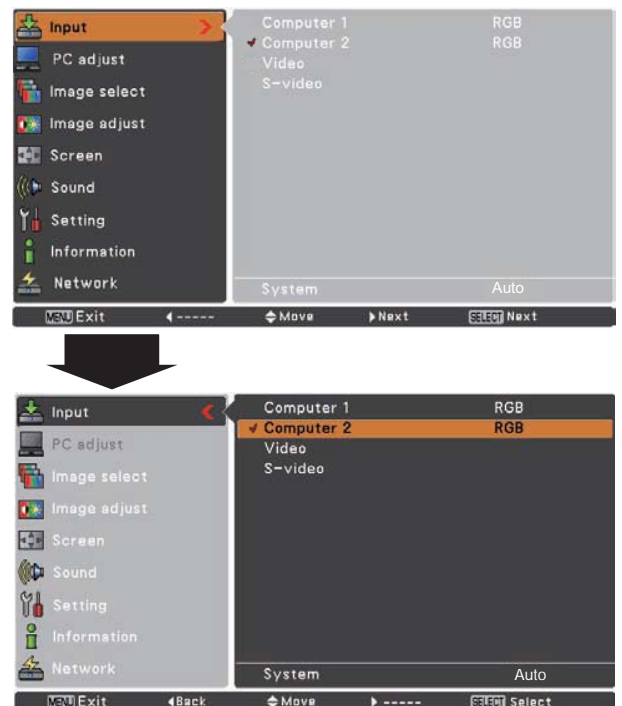 Input
Computer 1 RGB
Computer 2 RGB
Video
S-video
PC adjust
Image select
Image adjust
Screen
Sound
Setting
Information
Network
System Auto
MENU Exit ◀----- Move ▶Next SELECT Next
Input
Computer 1 RGB
Computer 2 RGB
Video
S-video
PC adjust
Image select
Image adjust
Screen
Sound
Setting
Information
Network
System Auto
MENU Exit ◀Back Move ▶----- SELECT Select